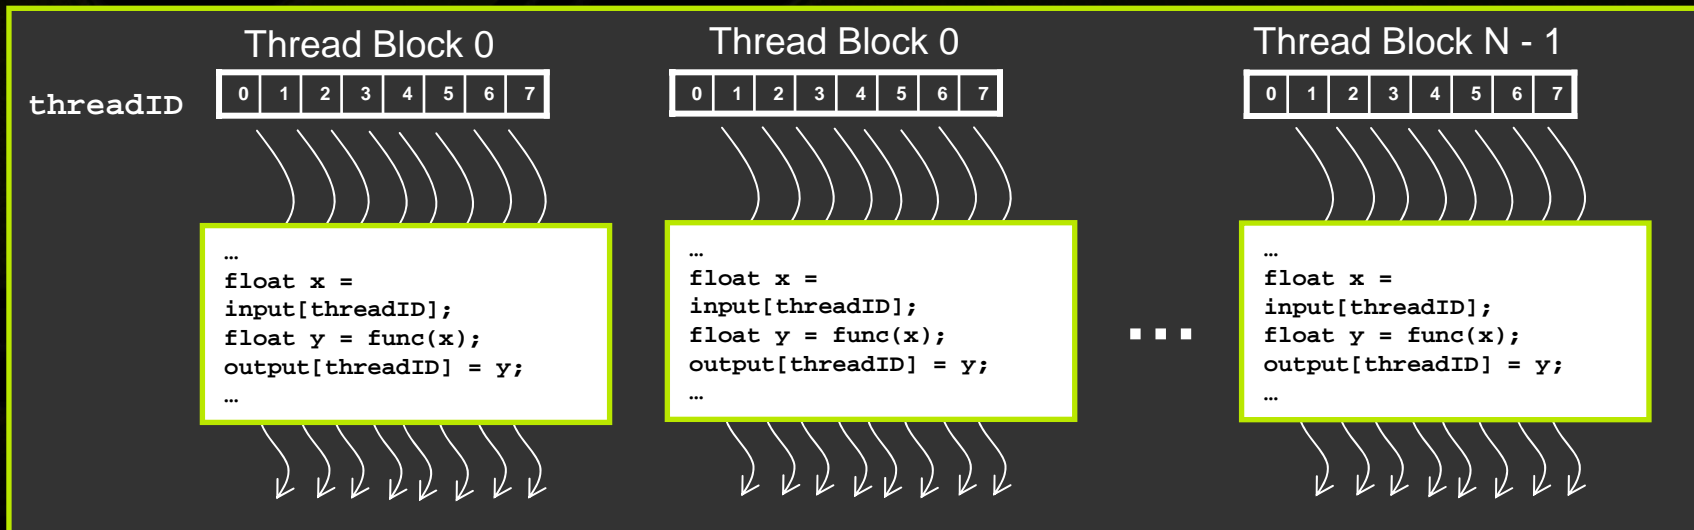 Thread Block 0
Thread Block 0
Thread Block N - 1
threadID
0 1 2 3 4 5 6 7
0 1 2 3 4 5 6 7
0 1 2 3 4 5 6 7
…
float x =
input[threadID];
float y = func(x);
output[threadID] = y;
…
…
float x =
input[threadID];
float y = func(x);
output[threadID] = y;
…
...
…
float x =
input[threadID];
float y = func(x);
output[threadID] = y;
…